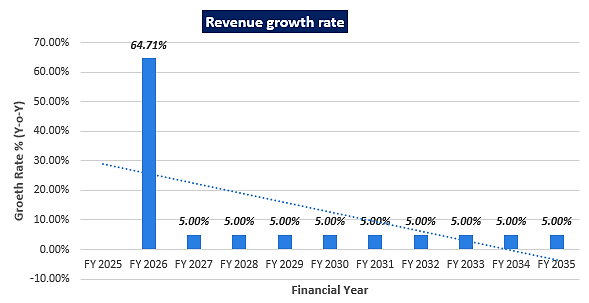 Revenue growth rate
70.00%
60.00%
50.00%
40.00%
30.00%
20.00%
10.00%
0.00%
-10.00%
Groeth Rate % (Y-o-Y)
64.71%
5.00% 5.00% 5.00% 5.00% 5.00% 5.00% 5.00% 5.00% 5.00%
FY 2025 FY 2026 FY 2027 FY 2028 FY 2029 FY 2030 FY 2031 FY 2032 FY 2033 FY 2034 FY 2035
Financial Year